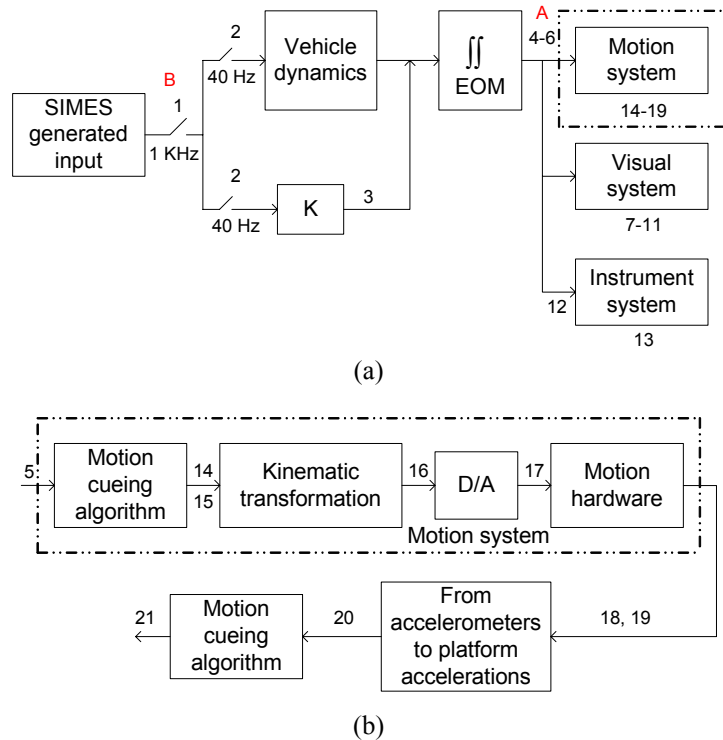 A
2
4-6
Vehicle
dynamics
∬
EOM
Motion
system
B
40 Hz
SIMES
generated
input
1
1 KHz
14-19
2
K
3
Visual
system
40 Hz
7-11
12
Instrument
system
13
(a)
5
Motion
cueing
algorithm
14
15
Kinematic
transformation
16
D/A
17
Motion
hardware
Motion system
21
Motion
cueing
algorithm
20
From
accelerometers
to platform
accelerations
18, 19
(b)